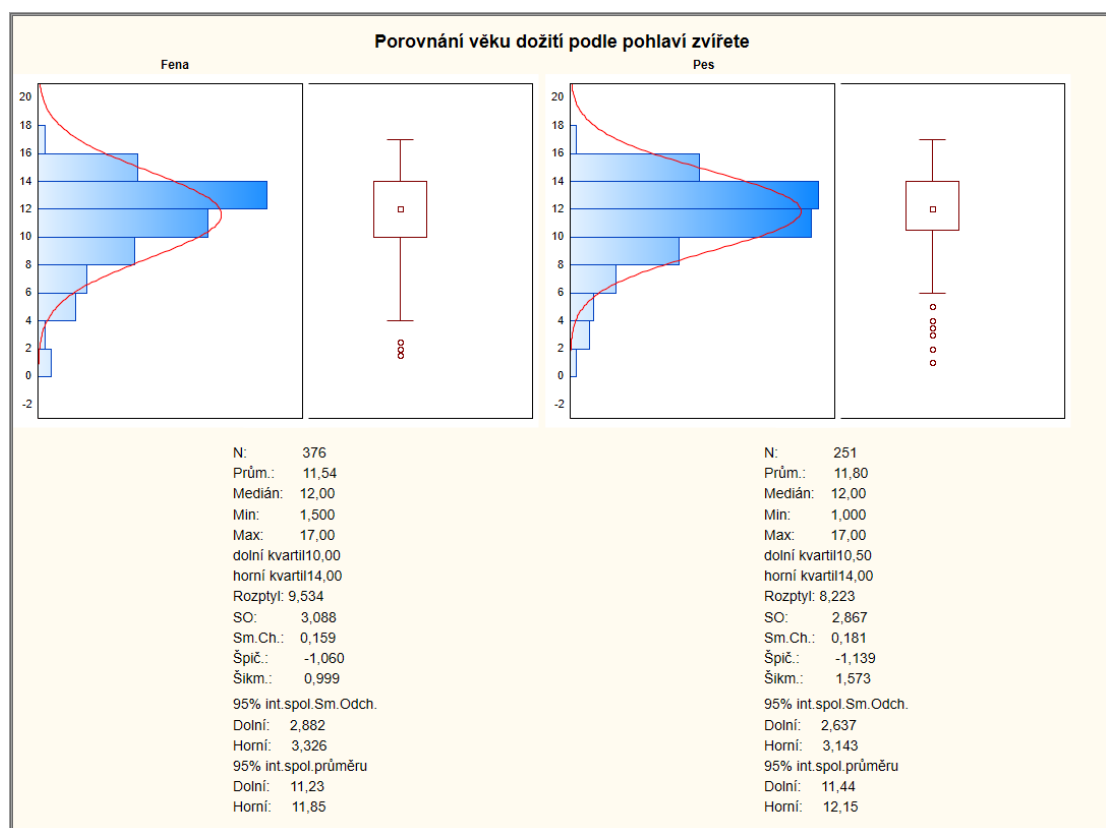 Porovnání věku dožití podle pohlaví zvířete
Fena
20
18
16
14
12
10
8
6
4
2
0
-2
N: 376
Prům.: 11,54
Medián: 12,00
Min: 1,500
Max: 17,00
dolní kvartil10,00
horní kvartil14,00
Rozptyl: 9,534
SO: 3,088
Sm.Ch.: 0,159
Špič.: -1,060
Šikm.: 0,999
95% int.spol.Sm.Odch.
Dolní: 2,882
Horní: 3,326
95% int.spol.průměru
Dolní: 11,23
Horní: 11,85
Pes
20
18
16
14
12
10
8
6
4
2
0
-2
N: 251
Prům.: 11,80
Medián: 12,00
Min: 1,000
Max: 17,00
dolní kvartil10,50
horní kvartil14,00
Rozptyl: 8,223
SO: 2,867
Sm.Ch.: 0,181
Špič.: -1,139
Šikm.: 1,573
95% int.spol.Sm.Odch.
Dolní: 2,637
Horní: 3,143
95% int.spol.průměru
Dolní: 11,44
Horní: 12,15